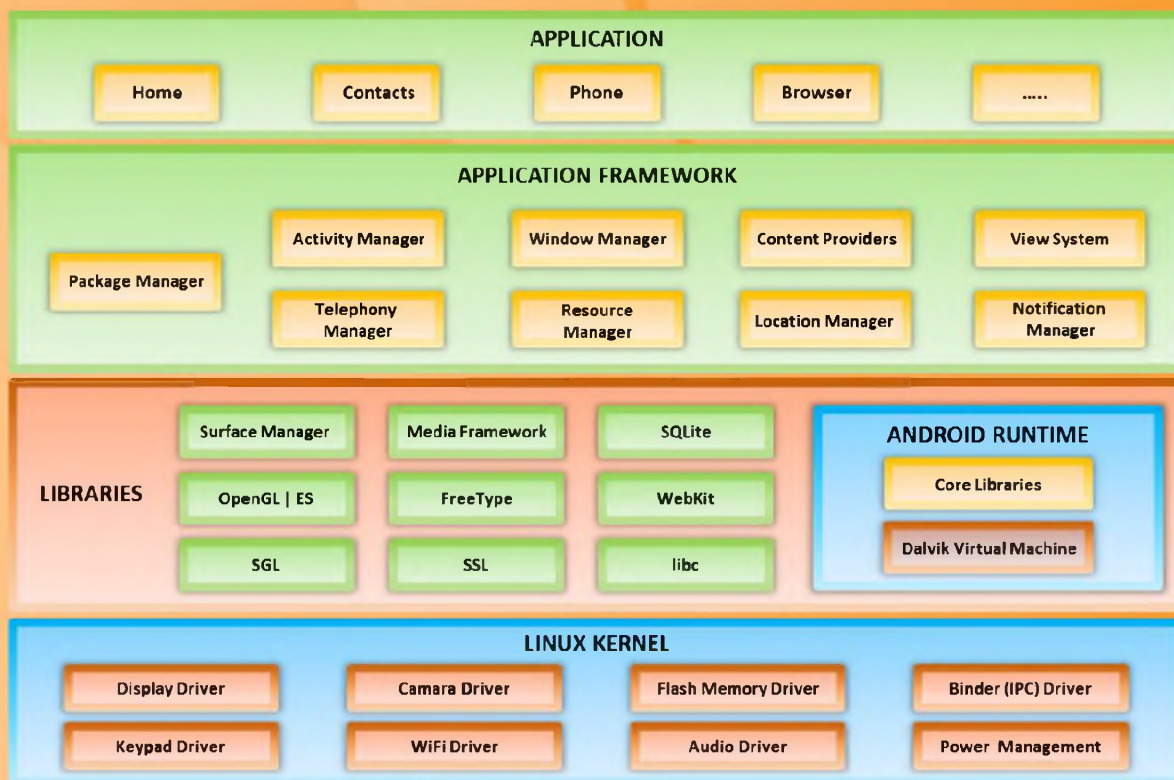 APPLICATION
Home
Contacts
Phone
Browser
.....
APPLICATION FRAMEWORK
Package Manager
Activity Manager
Window Manager
Content Providers
View System
Telephony
Manager
Resource
Manager
Location Manager
Notification
Manager
LIBRARIES
Surface Manager
Media Framework
SQLite
OpenGL | ES
FreeType
WebKit
SGL
SSL
libc
ANDROID RUNTIME
Core Libraries
Dalvik Virtual Machine
LINUX KERNEL
Display Driver
Camara Driver
Flash Memory Driver
Binder (IPC) Driver
Keypad Driver
WiFi Driver
Audio Driver
Power Management